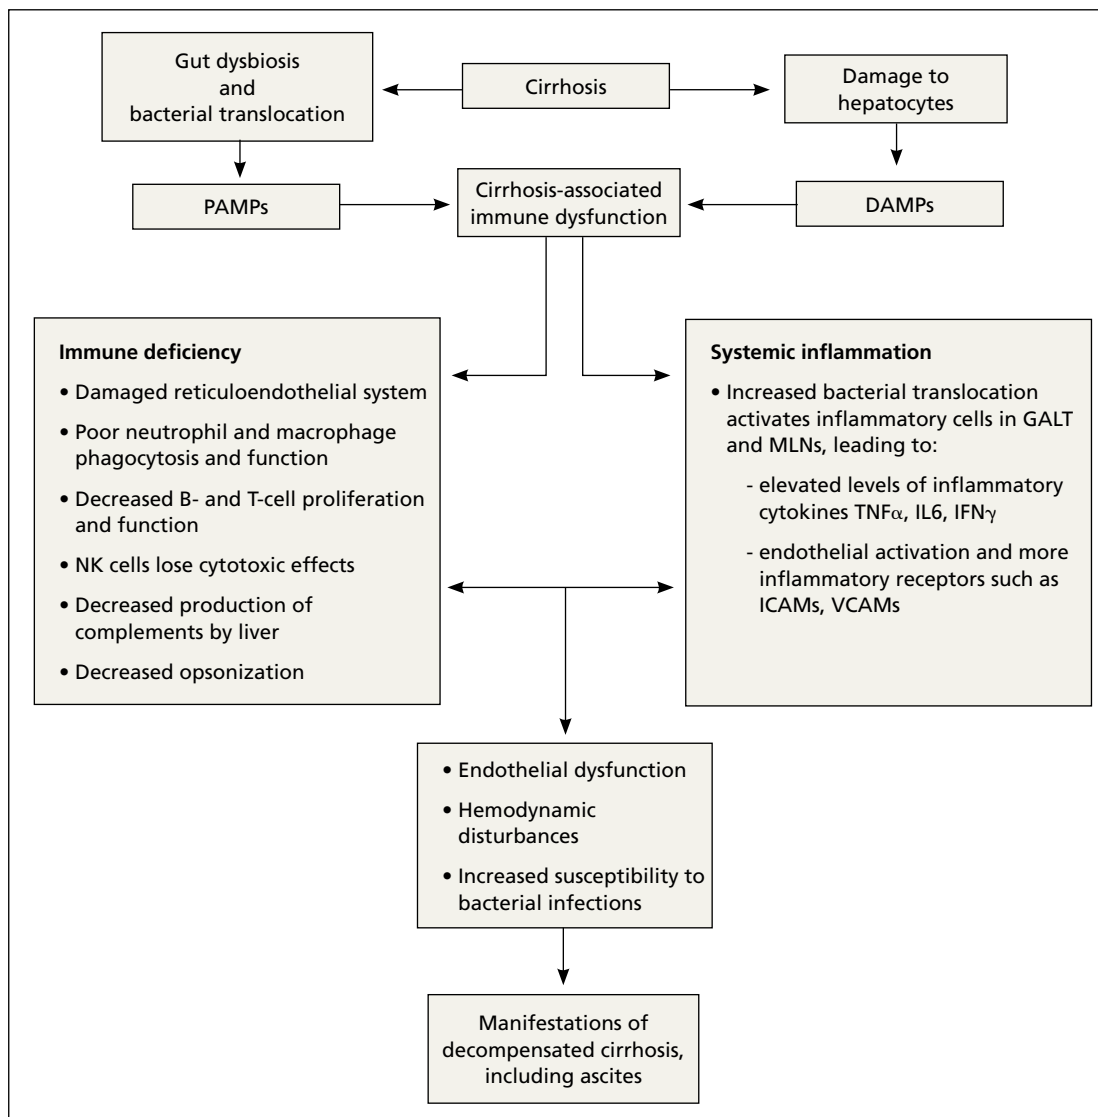 Gut dysbiosis
and
bacterial translocation
Cirrhosis
Damage to
hepatocytes
PAMPs
Cirrhosis-associated
immune dysfunction
DAMPs
Immune deficiency
• Damaged reticuloendothelial system
• Poor neutrophil and macrophage
phagocytosis and function
• Decreased B- and T-cell proliferation
and function
• NK cells lose cytotoxic effects
• Decreased production of
complements by liver
• Decreased opsonization
Systemic inflammation
• Increased bacterial translocation
activates inflammatory cells in GALT
and MLNs, leading to:
- elevated levels of inflammatory
cytokines TNFα, IL6, IFNγ
- endothelial activation and more
inflammatory receptors such as
ICAMs, VCAMs
• Endothelial dysfunction
• Hemodynamic
disturbances
• Increased susceptibility to
bacterial infections
Manifestations of
decompensated cirrhosis,
including ascites